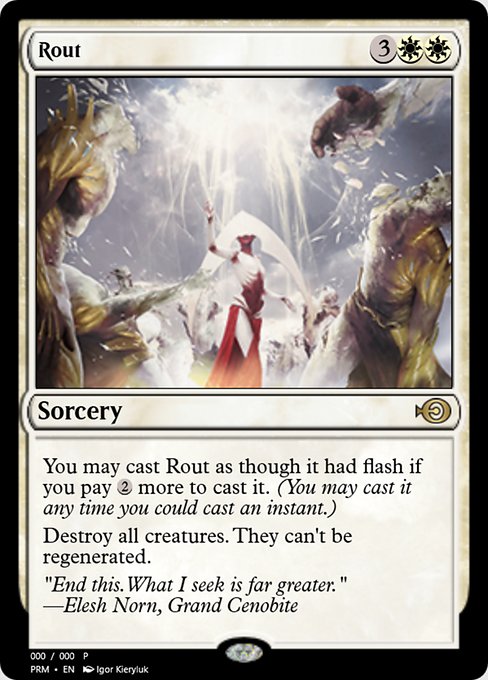 Rout 3
Sorcery
You may cast Rout as though it had flash if
you pay 2 more to cast it. (You may cast it
any time you could cast an instant.)
Destroy all creatures. They can't be
regenerated.
"End this. What I seek is far greater."
—Elesh Norn, Grand Cenobite
000 / 000 P
PRM • EN Igor Kieryluk